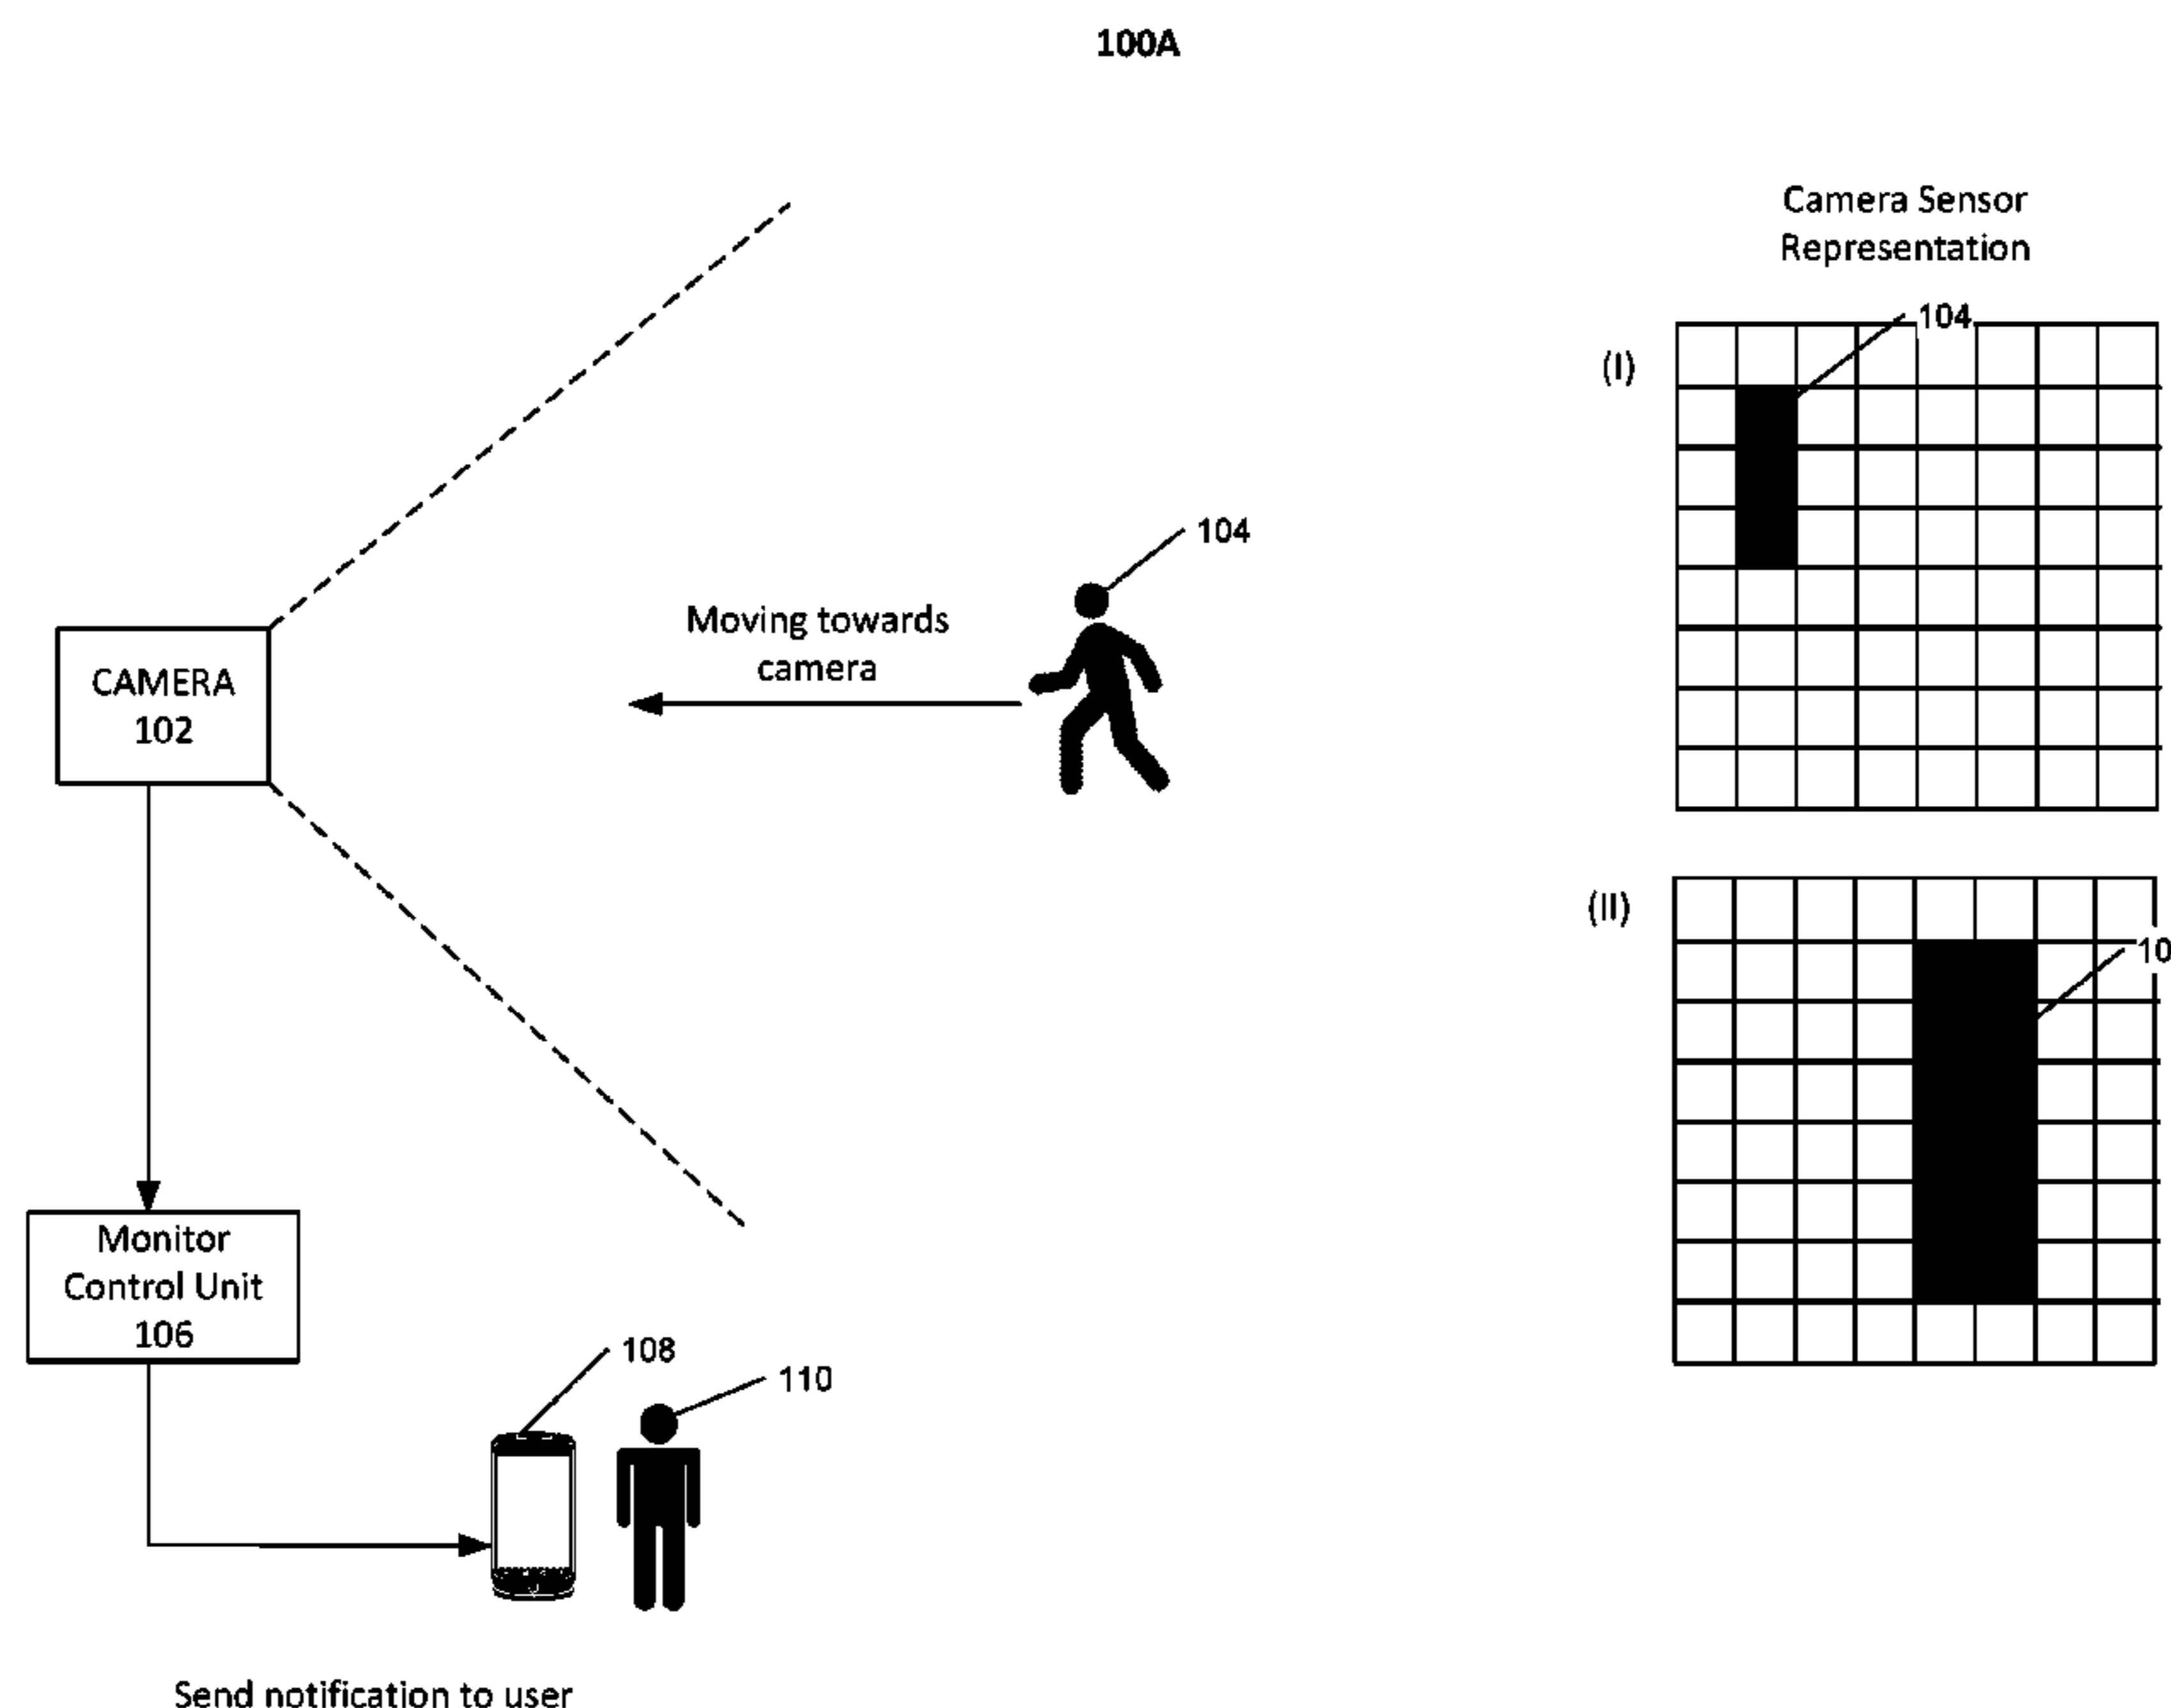 100A
Camera Sensor
Representation
104
(I)
104
Moving towards
camera
CAMERA
102
(II)
10
Monitor
Control Unit
106
108
110
Send notification to user